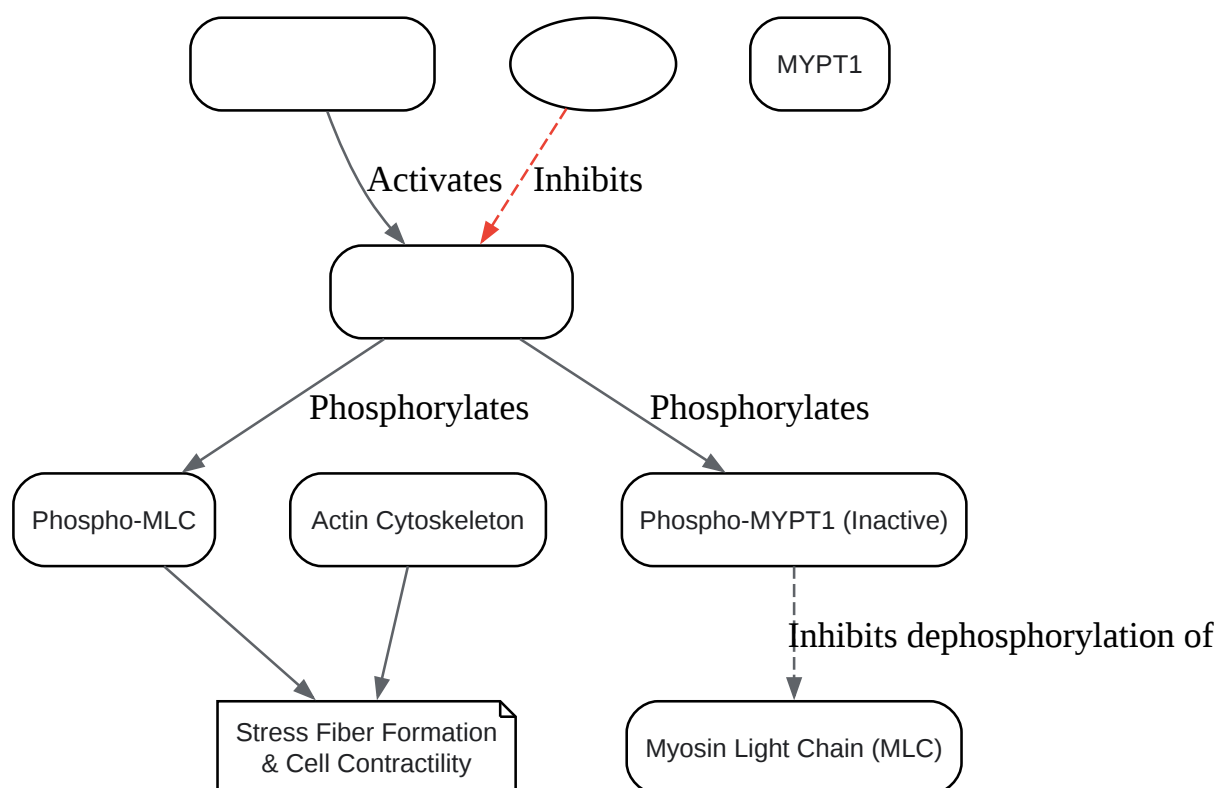 MYPT1
Activates
Inhibits
Phosphorylates
Phosphorylates
Phospho-MLC
Actin Cytoskeleton
Phospho-MYPT1 (Inactive)
Inhibits dephosphorylation of
Stress Fiber Formation
& Cell Contractility
Myosin Light Chain (MLC)